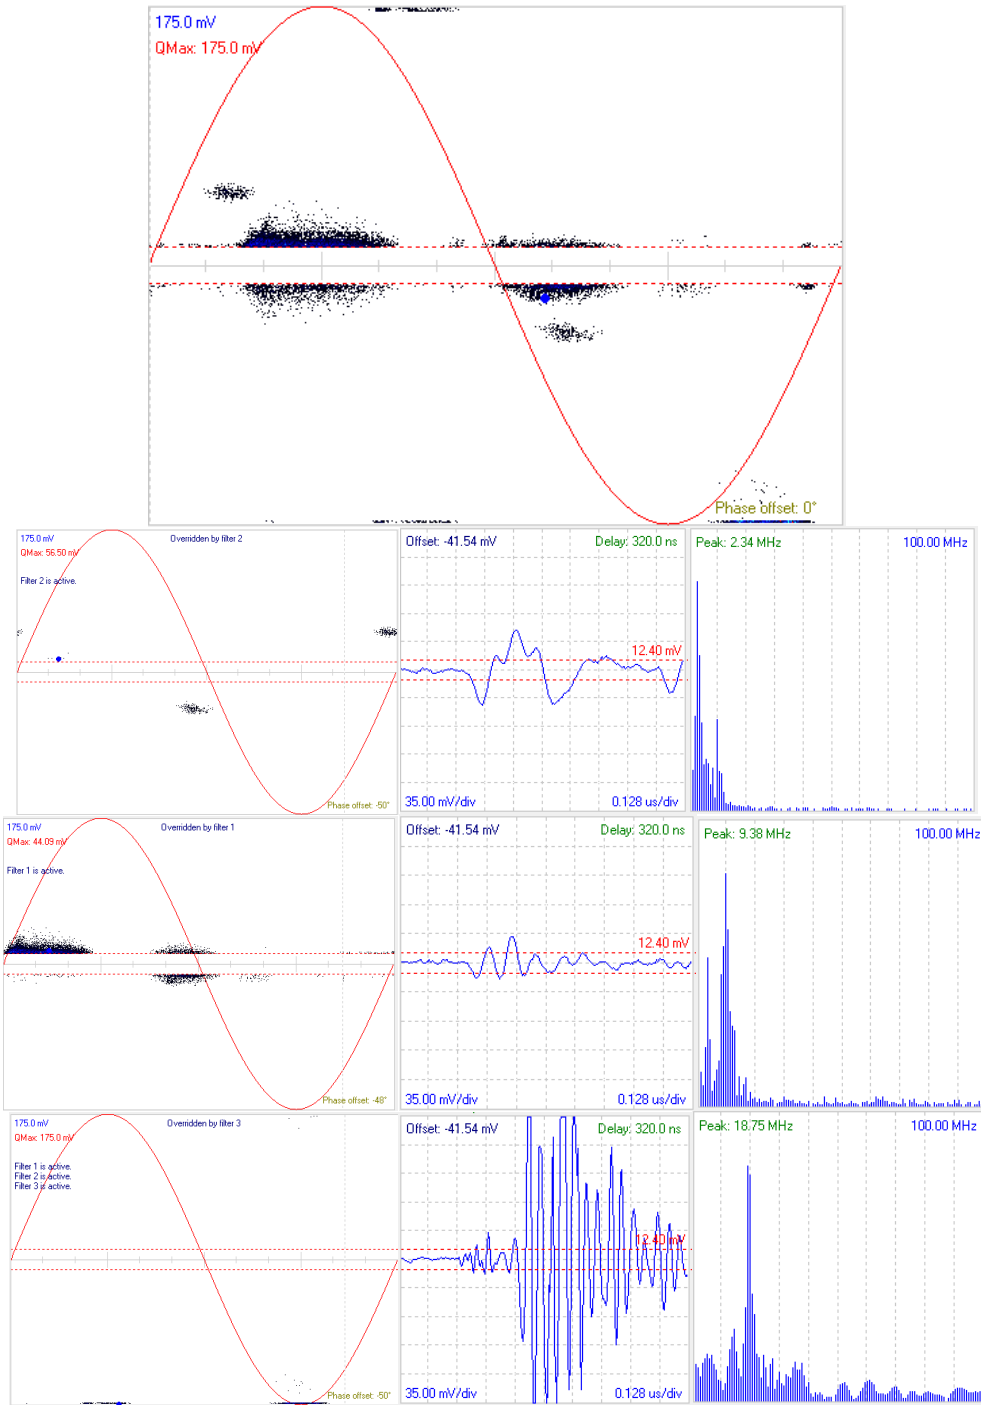 175.0 mV
QMax: 175.0 mV
Phase offset: 0°
175.0 mV
Overridden by filter 2
QMax: 56.50 mV
Filter 2 is active.
Phase offset: -50°
Offset: -41.54 mV
Delay: 320.0 ns
12.40 mV
35.00 mV/div
0.128 us/div
Peak: 2.34 MHz
100.00 MHz
175.0 mV
Overridden by filter 1
QMax: 44.09 mV
Filter 1 is active.
Phase offset: -48°
Offset: -41.54 mV
Delay: 320.0 ns
12.40 mV
35.00 mV/div
0.128 us/div
Peak: 9.38 MHz
100.00 MHz
175.0 mV
Overridden by filter 3
QMax: 175.0 mV
Filter 1 is active.
Filter 2 is active.
Filter 3 is active.
Phase offset: -50°
Offset: -41.54 mV
Delay: 320.0 ns
12.40 mV
35.00 mV/div
0.128 us/div
Peak: 18.75 MHz
100.00 MHz